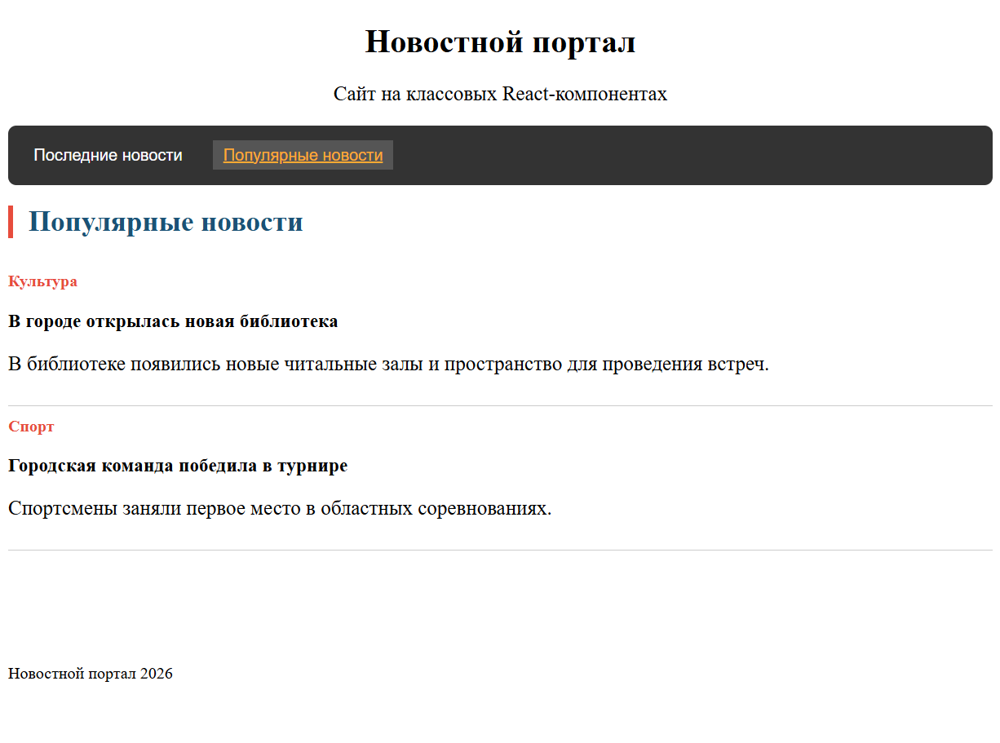 Новостной портал
Сайт на классовых React-компонентах
Последние новости Популярные новости
Популярные новости
Культура
В городе открылась новая библиотека
В библиотеке появились новые читальные залы и пространство для проведения встреч.
Спорт
Городская команда победила в турнире
Спортсмены заняли первое место в областных соревнованиях.
Новостной портал 2026